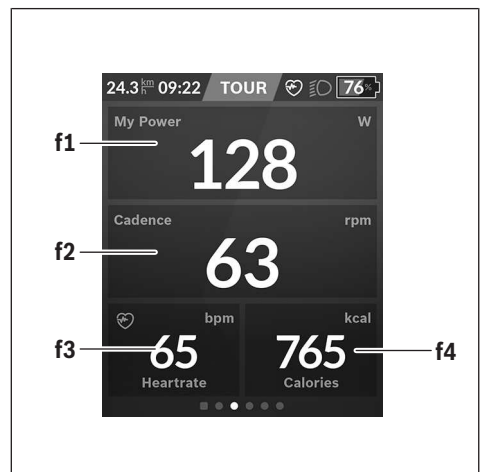 24.3 km/h 09:22 TOUR 76%
My Power W
f1
128
Cadence rpm
f2
63
bpm kcal
f3 65 765 f4
Heartrate Calories